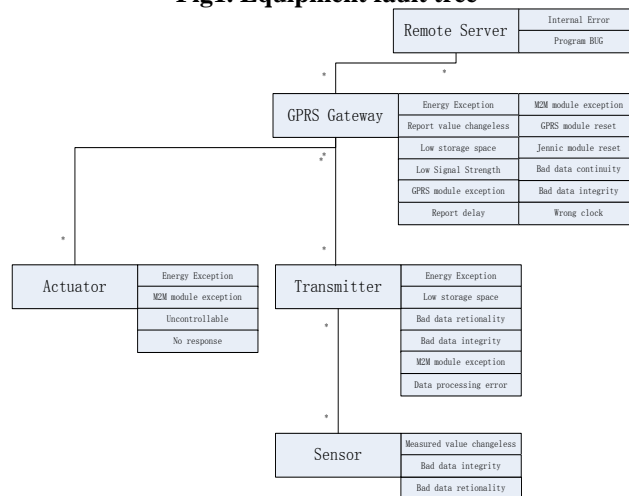 Fig1. Equipment fault tree
Remote Server
Internal Error
Program BUG
*
*
GPRS Gateway
Energy Exception
M2M module exception
Report value changeless
GPRS module reset
Low storage space
Jennic module reset
Low Signal Strength
Bad data continuity
GPRS module exception
Bad data integrity
Report delay
Wrong clock
*
*
*
*
Actuator
Energy Exception
M2M module exception
Uncontrollable
No response
Transmitter
Energy Exception
Low storage space
Bad data retionality
Bad data integrity
M2M module exception
Data processing error
*
*
Sensor
Measured value changeless
Bad data integrity
Bad data retionality